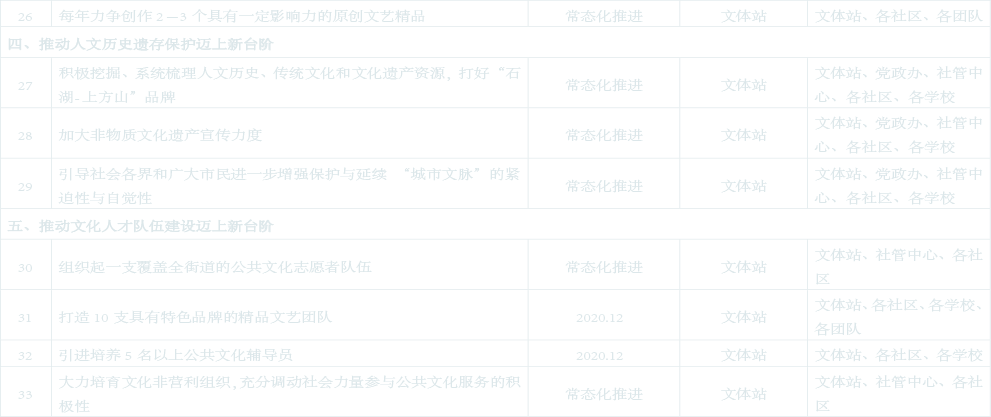 26 每年力争创作 2—3 个具有一定影响力的原创文艺精品 常态化推进 文体站 文体站、各社区、各团队
四、推动人文历史遗存保护迈上新台阶
27 积极挖掘、系统梳理人文历史、传统文化和文化遗产资源，打好“石湖-上方山”品牌 常态化推进 文体站 文体站、党政办、社管中心、各社区、各学校
28 加大非物质文化遗产宣传力度 常态化推进 文体站 文体站、党政办、社管中心、各社区、各学校
29 引导社会各界和广大市民进一步增强保护与延续 “城市文脉”的紧迫性与自觉性 常态化推进 文体站 文体站、党政办、社管中心、各社区、各学校
五、推动文化人才队伍建设迈上新台阶
30 组织起一支覆盖全街道的公共文化志愿者队伍 常态化推进 文体站 文体站、社管中心、各社区
31 打造 10 支具有特色品牌的精品文艺团队 2020.12 文体站 文体站、各社区、各学校、各团队
32 引进培养 5 名以上公共文化辅导员 2020.12 文体站 文体站、各社区、各学校
33 大力培育文化非营利组织，充分调动社会力量参与公共文化服务的积极性 常态化推进 文体站 文体站、社管中心、各社区